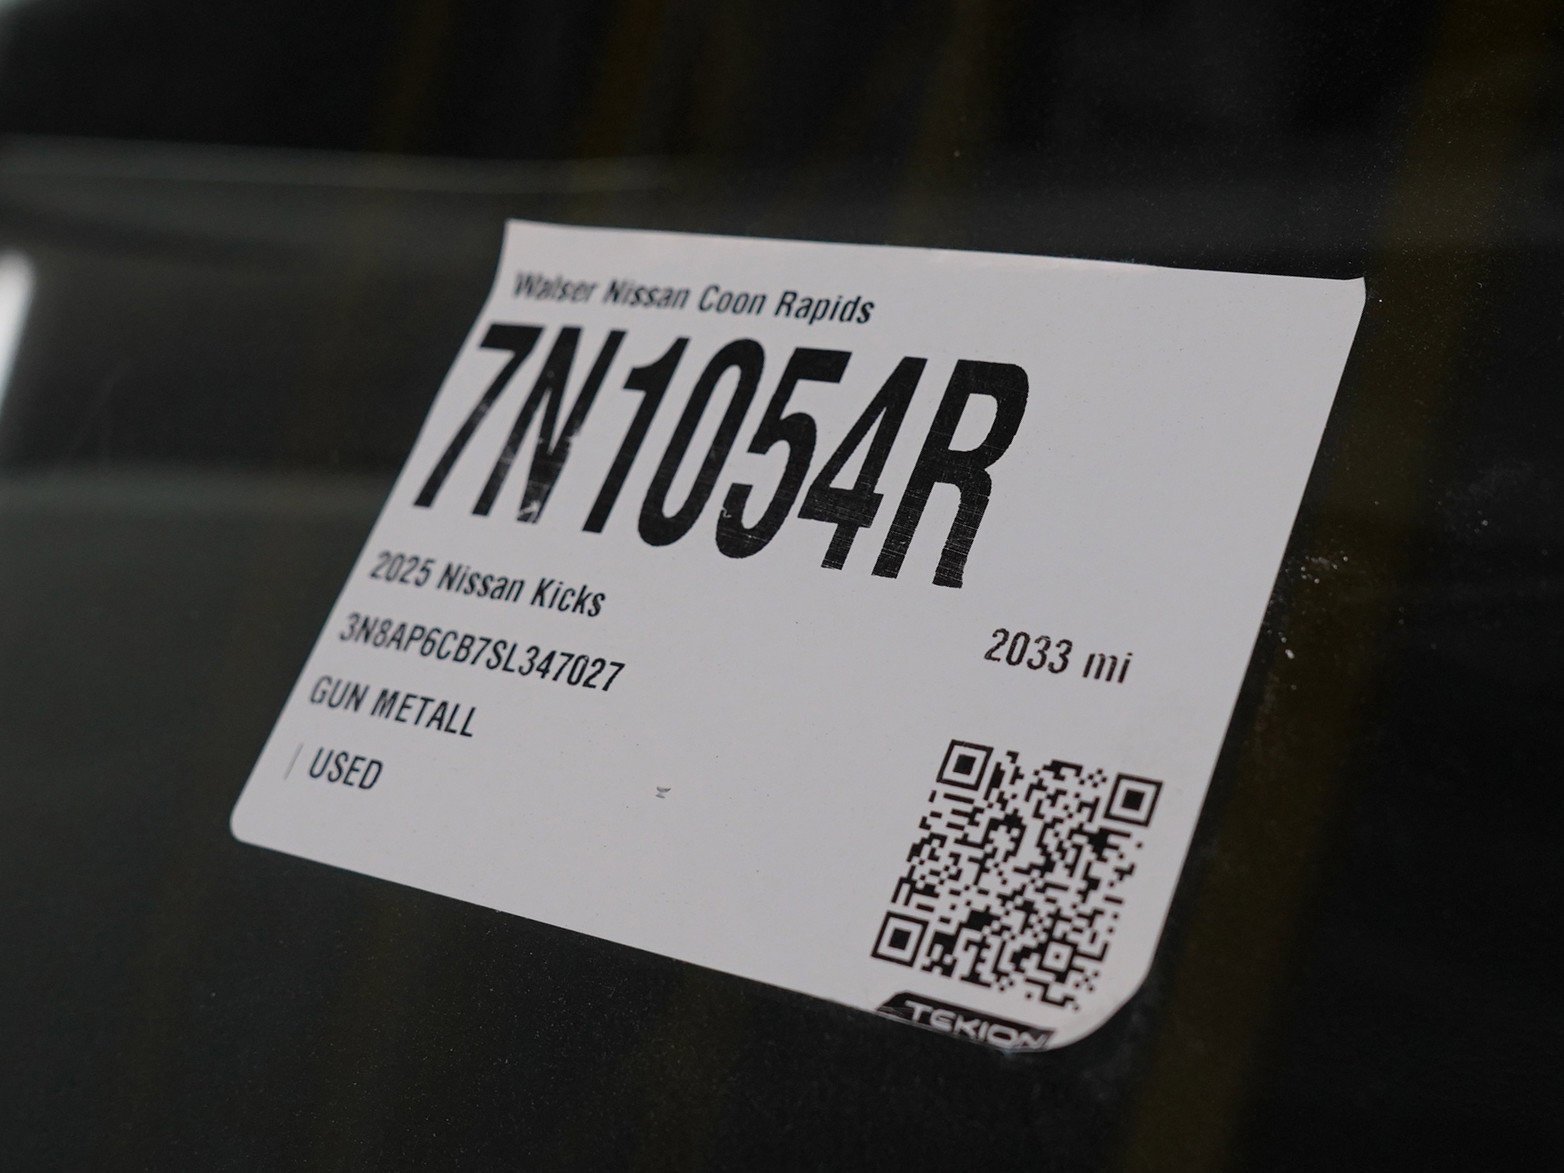 Walser Nissan Coon Rapids
7N1054R
2025 Nissan Kicks
3N8AP6CB7SL347027
2033 mi
GUN METALL
USED
TEKION